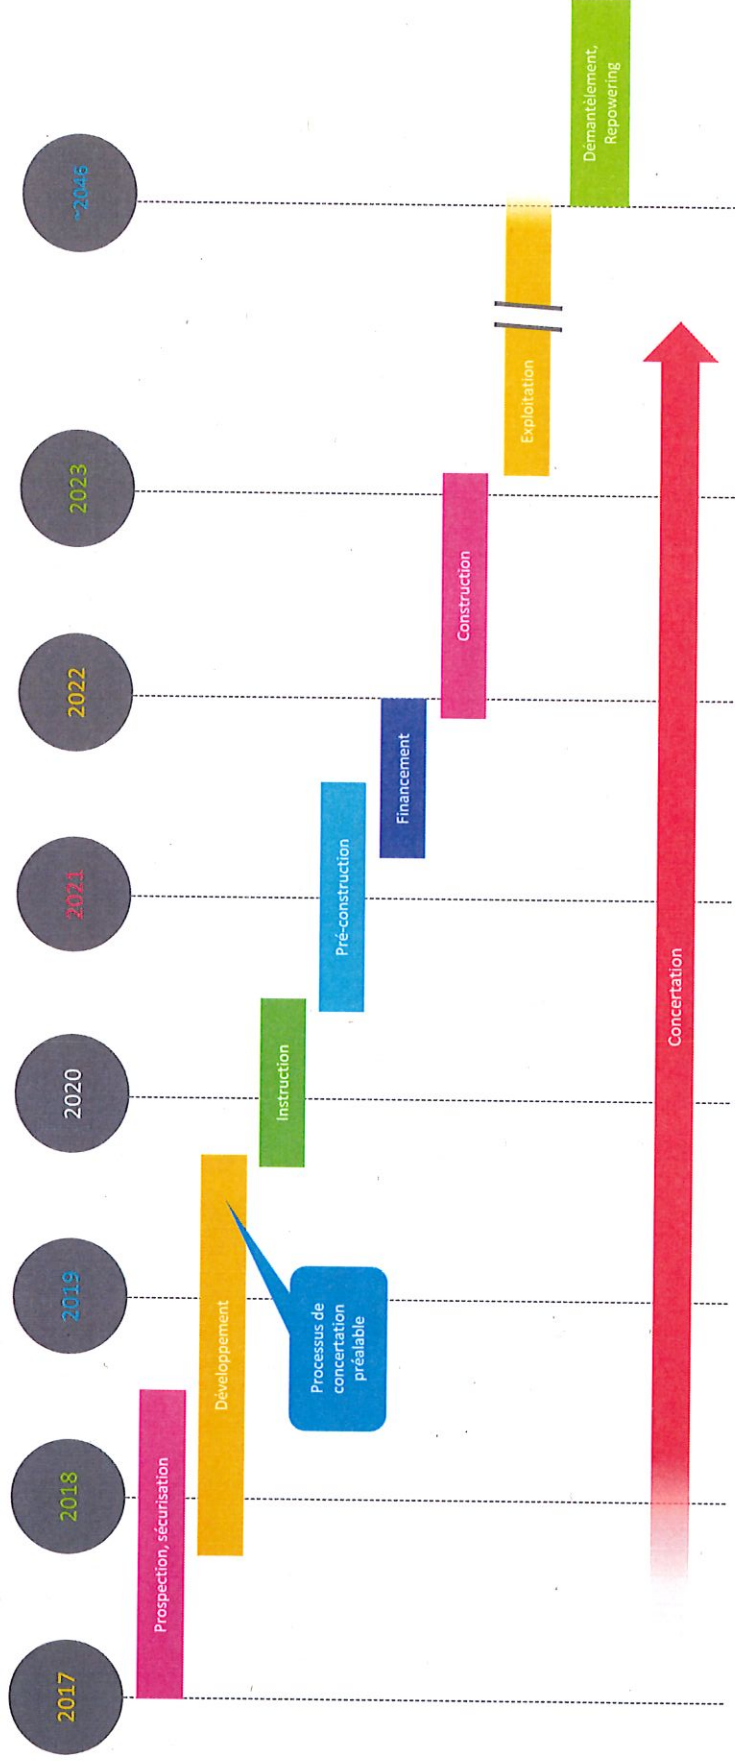 2017
2018
2019
2020
2021
2022
2023
~2046
Prospection, sécurisation
Développement
Processus de
concertation
préalable
Instruction
Pré-construction
Financement
Construction
Exploitation
Démantèlement,
Repowering
Concertation